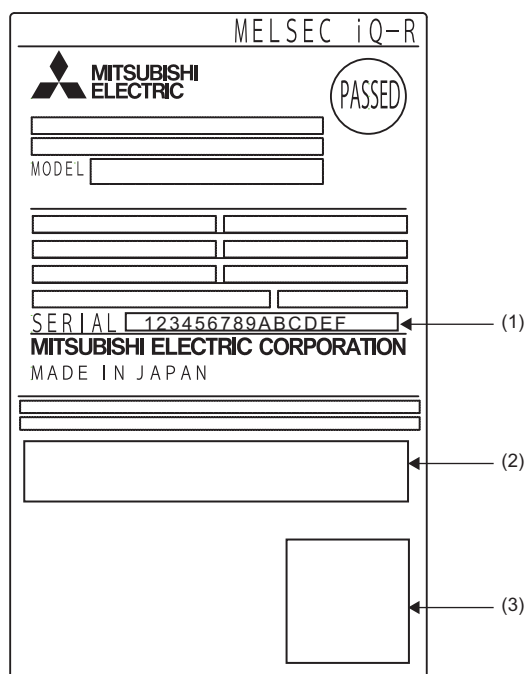 MELSEC iQ-R
MITSUBISHI
ELECTRIC
PASSED
MODEL
SERIAL 123456789ABCDEF
(1)
MITSUBISHI ELECTRIC CORPORATION
MADE IN JAPAN
(2)
(3)